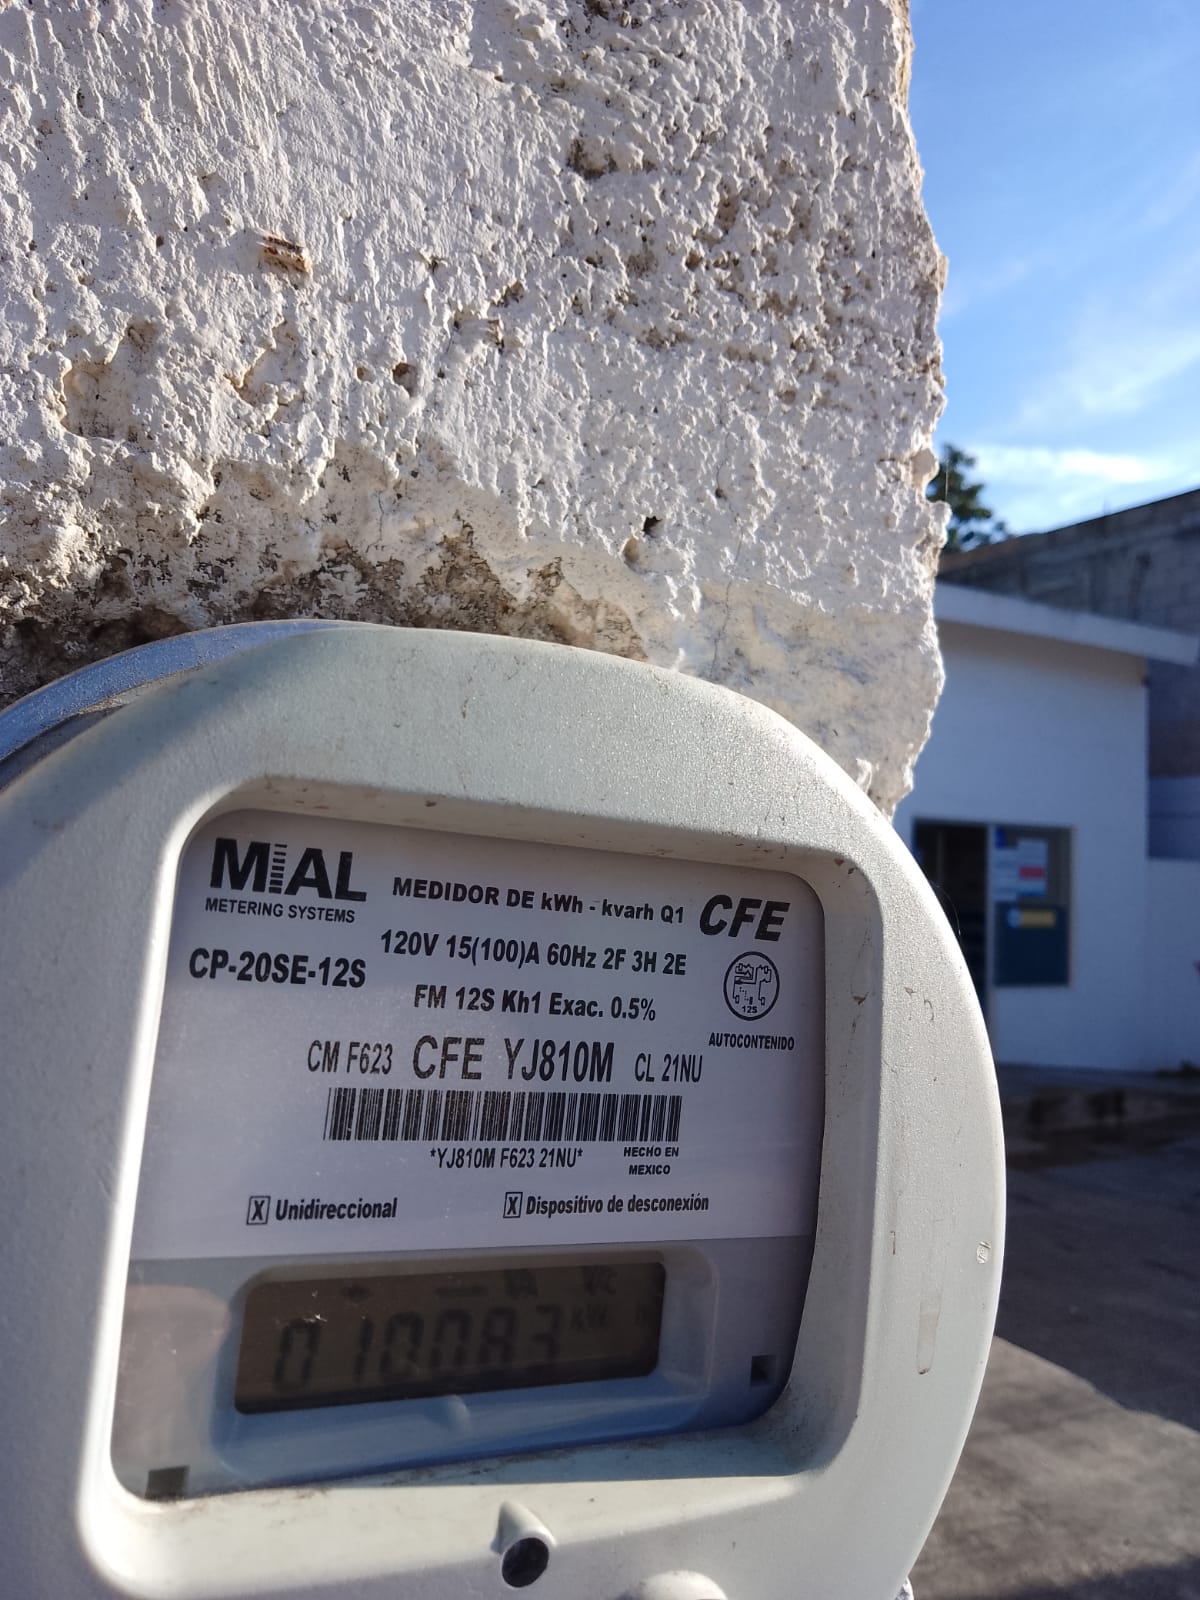 MIAL
METERING SYSTEMS
MEDIDOR DE kWh - kvarh Q1
CFE
CP-20SE-12S
120V 15(100)A 60Hz 2F 3H 2E
FM 12S Kh1 Exac. 0.5%
12S
AUTOCONTENIDO
CM F623 CFE YJ810M CL 21NU
*YJ810M F623 21NU*
HECHO EN
MEXICO
X Unidireccional
X Dispositivo de desconexión
010083 kW h